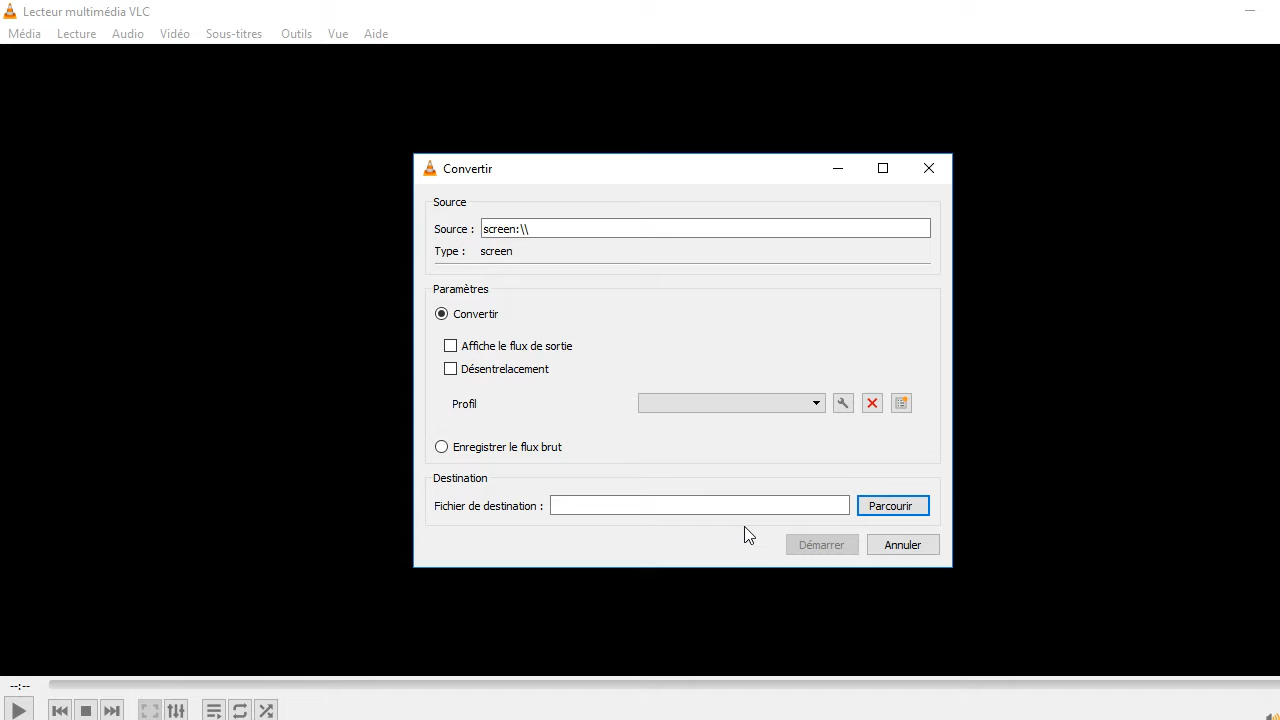 Lecteur multimédia VLC
Média Lecture Audio Vidéo Sous-titres Outils Vue Aide
Convertir
Source
Source : screen:\\
Type : screen
Paramètres
Convertir
Affiche le flux de sortie
Désentrelacement
Profil
Enregistrer le flux brut
Destination
Fichier de destination : Parcourir
Démarrer Annuler
--:--